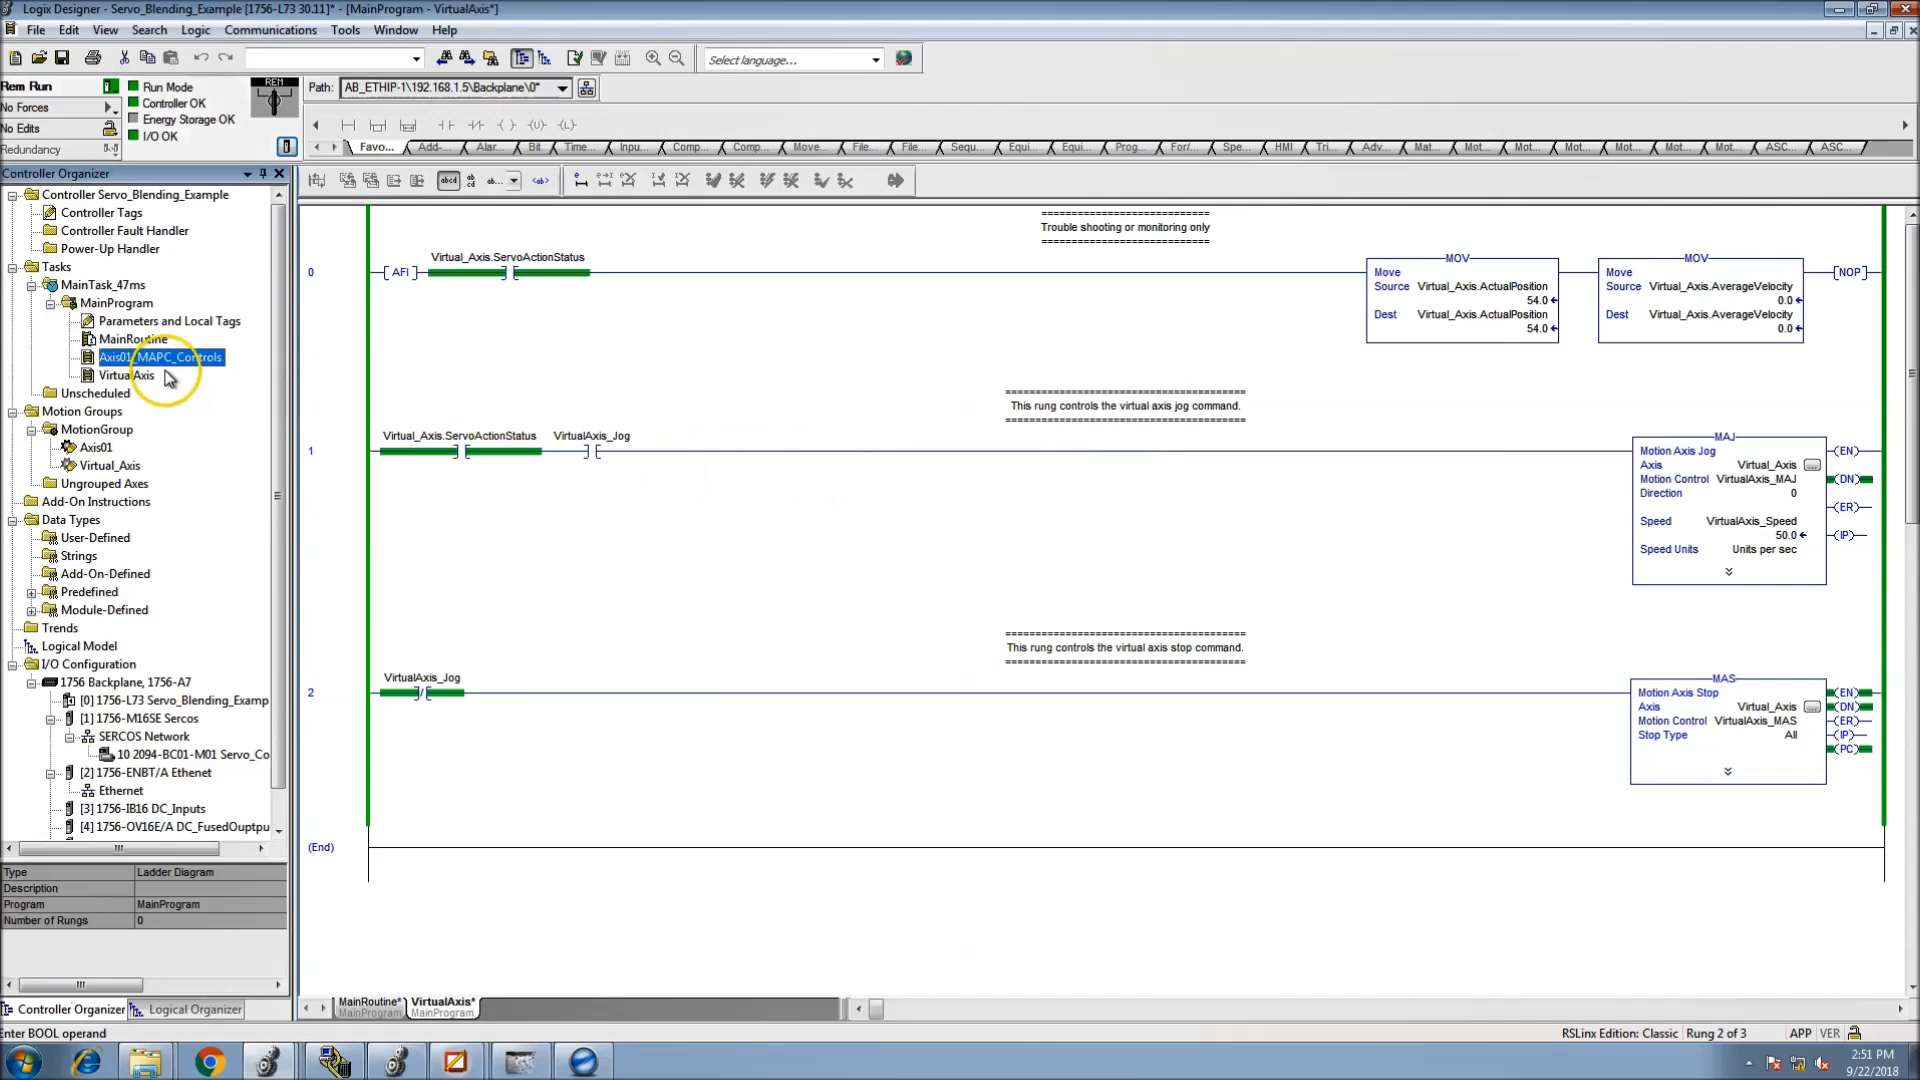 Logix Designer - Servo_Blending_Example [1756-L73 30.11]* - [MainProgram - VirtualAxis*]
File Edit View Search Logic Communications Tools Window Help
Select language...
Rem Run
Run Mode
No Forces
Controller OK
Energy Storage OK
No Edits
I/O OK
Redundancy
REM
Path: AB_ETHIP-1\192.168.1.5\Backplane\0*
Favo... Add-... Alar... Bit Time... Inpu... Comp... Comp... Move... File... File... Sequ... Equi... Equi... Prog... For/... Spe... HMI Tri... Adv... Mat... Mot... Mot... Mot... Mot... Mot... Mot... ASC... ASC...
Controller Organizer
Controller Servo_Blending_Example
Controller Tags
Controller Fault Handler
Power-Up Handler
Tasks
MainTask_47ms
MainProgram
Parameters and Local Tags
MainRoutine
Axis01_MAPC_Controls
VirtualAxis
Unscheduled
Motion Groups
MotionGroup
Axis01
Virtual_Axis
Ungrouped Axes
Add-On Instructions
Data Types
User-Defined
Strings
Add-On-Defined
Predefined
Module-Defined
Trends
Logical Model
I/O Configuration
1756 Backplane, 1756-A7
[0] 1756-L73 Servo_Blending_Examp
[1] 1756-M16SE Sercos
SERCOS Network
10 2094-BC01-M01 Servo_Co
[2] 1756-ENBT/A Ethenet
Ethernet
[3] 1756-IB16 DC_Inputs
[4] 1756-OV16E/A DC_FusedOuptpu
Type Ladder Diagram
Description
Program MainProgram
Number of Rungs 0
Controller Organizer Logical Organizer
============================
Trouble shooting or monitoring only
============================
0
AFI
Virtual_Axis.ServoActionStatus
MOV
Move
Source Virtual_Axis.ActualPosition
54.0
Dest Virtual_Axis.ActualPosition
54.0
MOV
Move
Source Virtual_Axis.AverageVelocity
0.0
Dest Virtual_Axis.AverageVelocity
0.0
NOP
========================================
This rung controls the virtual axis jog command.
========================================
1
Virtual_Axis.ServoActionStatus VirtualAxis_Jog
MAJ
Motion Axis Jog
Axis Virtual_Axis ...
Motion Control VirtualAxis_MAJ
Direction 0
Speed VirtualAxis_Speed
50.0
Speed Units Units per sec
EN
DN
ER
IP
========================================
This rung controls the virtual axis stop command.
========================================
2
VirtualAxis_Jog
MAS
Motion Axis Stop
Axis Virtual_Axis ...
Motion Control VirtualAxis_MAS
Stop Type All
EN
DN
ER
IP
PC
(End)
MainRoutine* VirtualAxis*
MainProgram MainProgram
Enter BOOL operand
RSLinx Edition: Classic Rung 2 of 3 APP VER
2:51 PM
9/22/2018